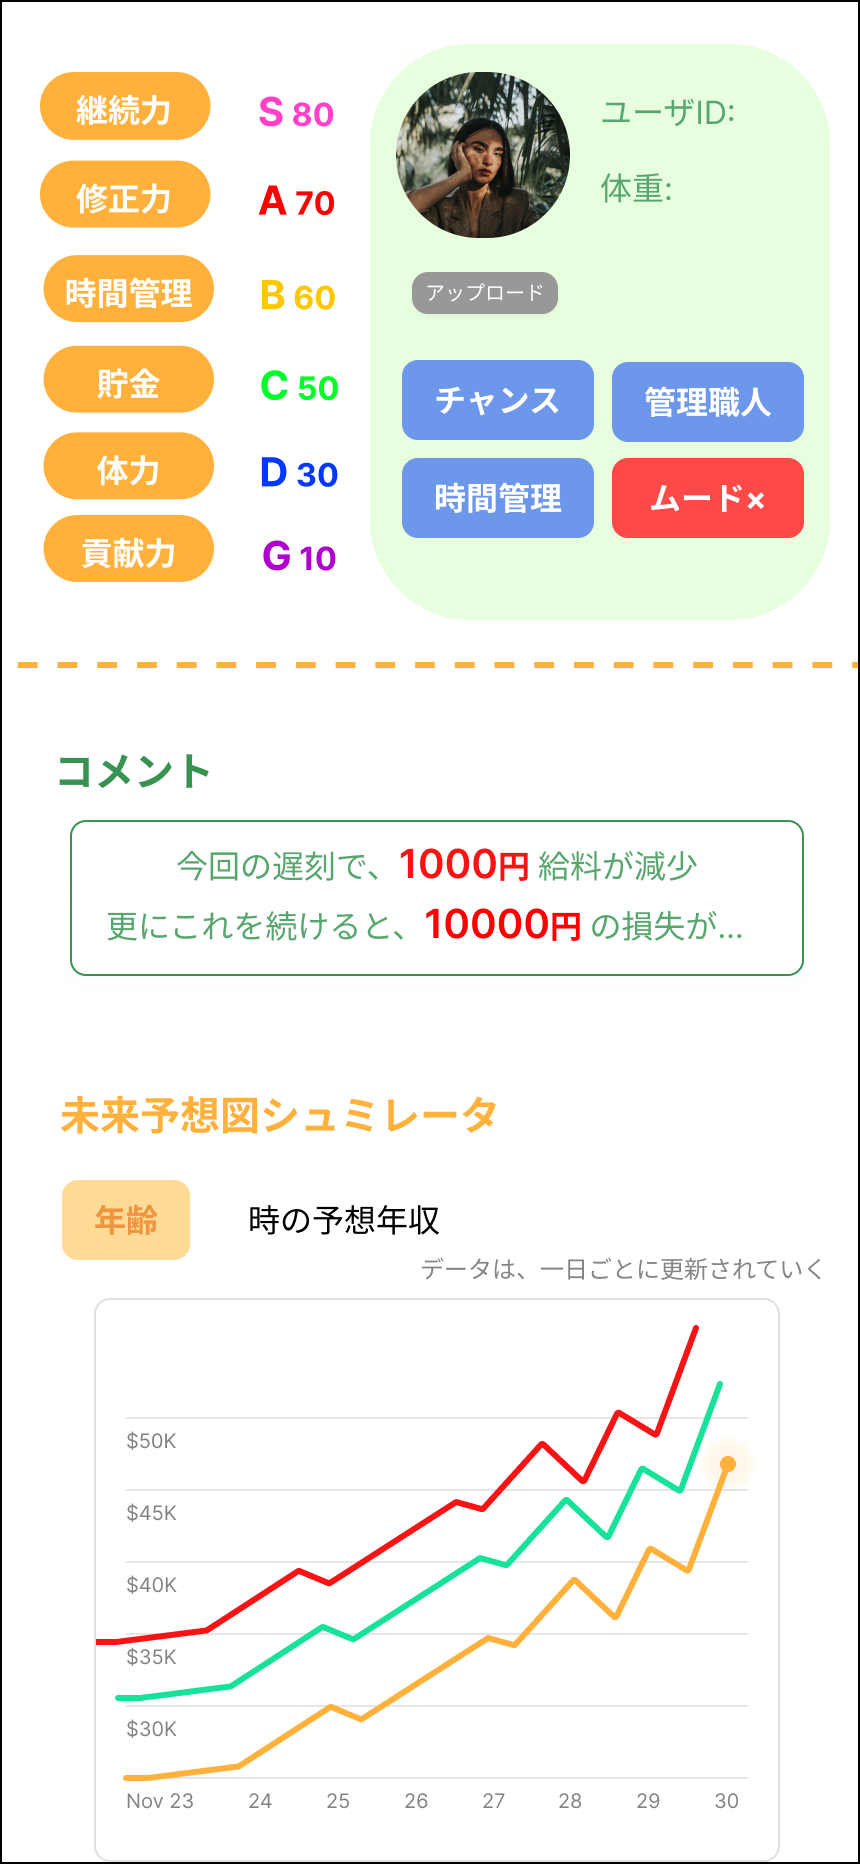 継続力 S 80
修正力 A 70
時間管理 B 60
貯金 C 50
体力 D 30
貢献力 G 10
ユーザID:
体重:
アップロード
チャンス 管理職人
時間管理 ムード×
コメント
今回の遅刻で、1000円 給料が減少
更にこれを続けると、10000円 の損失が...
未来予想図シュミレータ
年齢 時の予想年収
データは、一日ごとに更新されていく
$50K
$45K
$40K
$35K
$30K
Nov 23 24 25 26 27 28 29 30